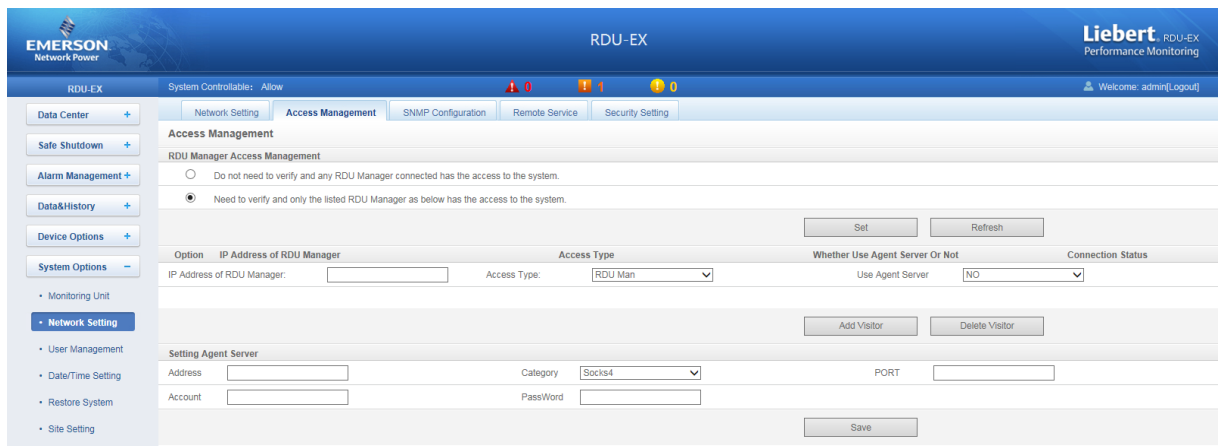 EMERSON
Network Power
RDU-EX
Liebert RDU-EX
Performance Monitoring
RDU-EX
System Controllable: Allow
0
1
0
Welcome: admin[Logout]
Data Center +
Safe Shutdown +
Alarm Management +
Data&History +
Device Options +
System Options −
• Monitoring Unit
• Network Setting
• User Management
• Date/Time Setting
• Restore System
• Site Setting
Network Setting Access Management SNMP Configuration Remote Service Security Setting
Access Management
RDU Manager Access Management
Do not need to verify and any RDU Manager connected has the access to the system.
Need to verify and only the listed RDU Manager as below has the access to the system.
Set Refresh
Option IP Address of RDU Manager Access Type Whether Use Agent Server Or Not Connection Status
IP Address of RDU Manager: Access Type: RDU Man Use Agent Server NO
Add Visitor Delete Visitor
Setting Agent Server
Address Category Socks4 PORT
Account PassWord
Save